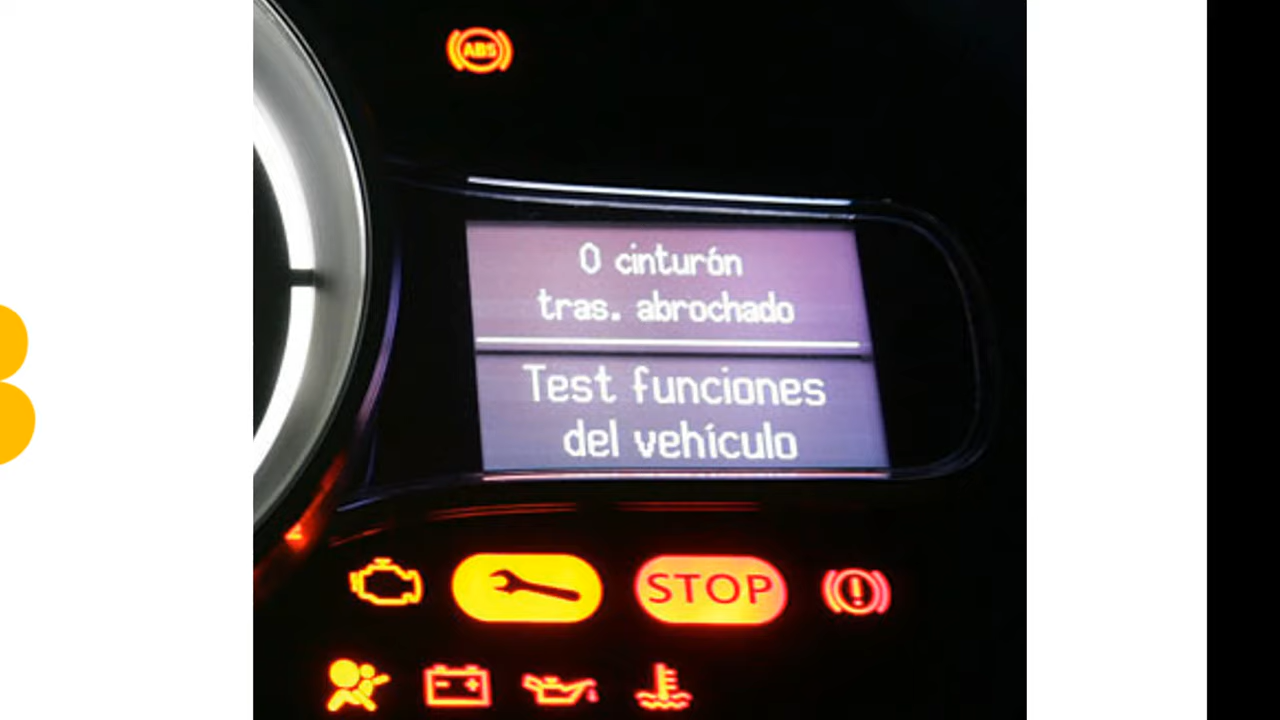 ABS
0 cinturón
tras. abrochado
Test funciones
del vehículo
STOP